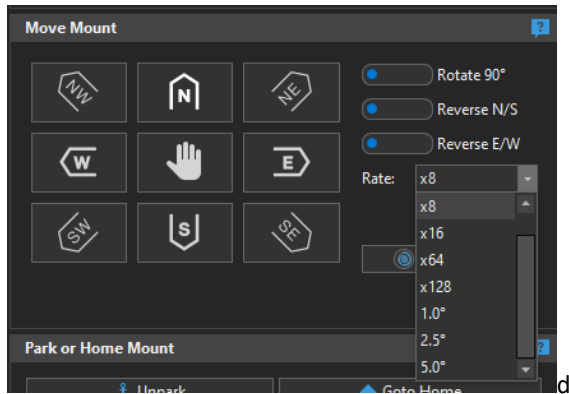 Move Mount
?
NW
N
NE
Rotate 90°
Reverse N/S
W
E
Reverse E/W
Rate:
x8
SW
S
SE
x8
x16
x64
x128
1.0°
2.5°
5.0°
Park or Home Mount
?
Unpark
Goto Home
d